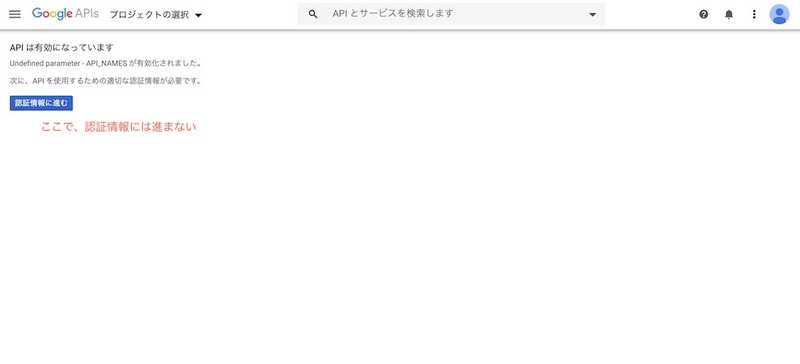 Google APIs プロジェクトの選択 API とサービスを検索します
API は有効になっています
Undefined parameter - API_NAMES が有効化されました。
次に、API を使用するための適切な認証情報が必要です。
認証情報に進む
ここで、認証情報には進まない